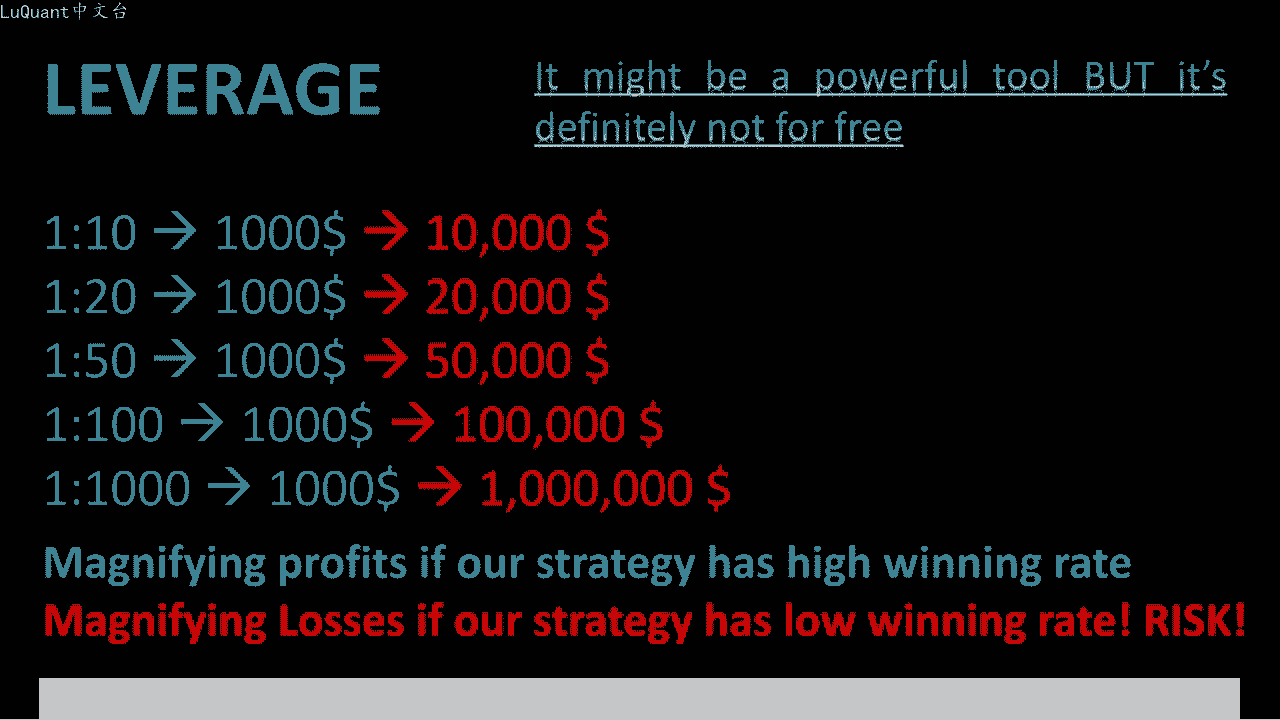 LuQuant中文台
LEVERAGE
It might be a powerful tool BUT it's
definitely not for free
1:10 → 1000$ → 10,000 $
1:20 → 1000$ → 20,000 $
1:50 → 1000$ → 50,000 $
1:100 → 1000$ → 100,000 $
1:1000 → 1000$ → 1,000,000 $
Magnifying profits if our strategy has high winning rate
Magnifying Losses if our strategy has low winning rate! RISK!